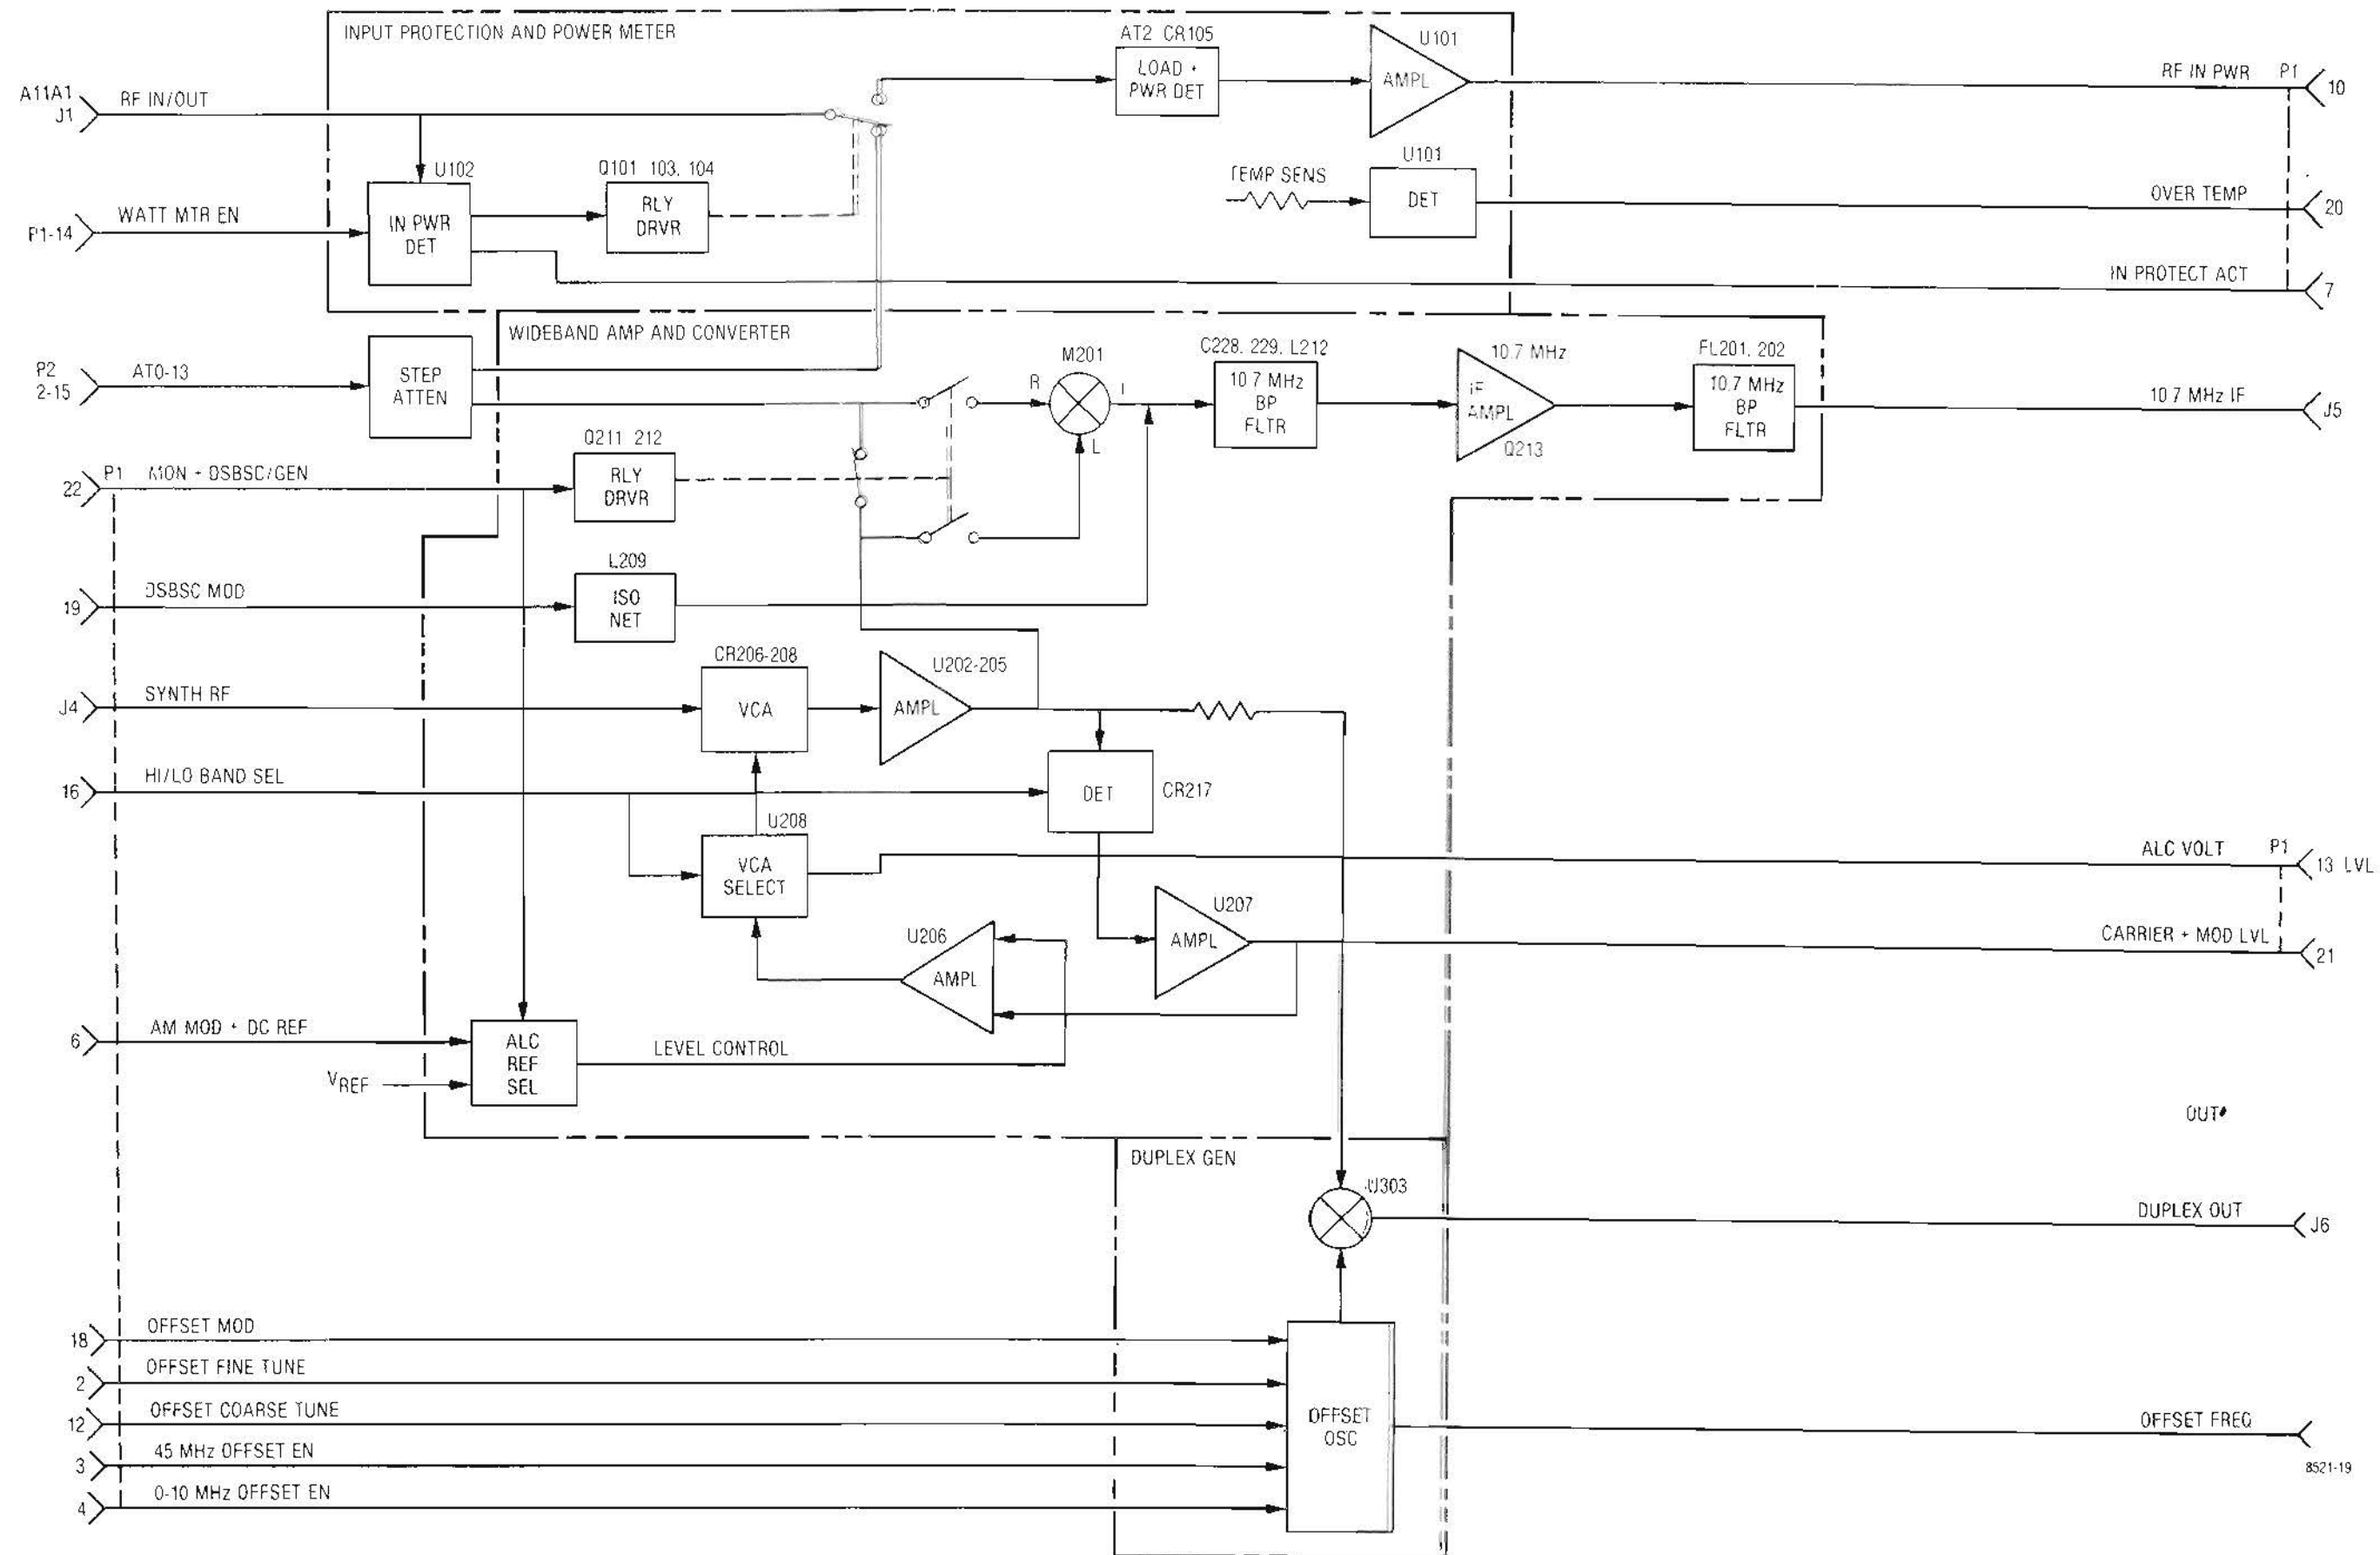 INPUT PROTECTION AND POWER METER
AT2 CR105
LOAD +
PWR DET
U101
AMPL
RF IN PWR
P1
10
A11A1
J1
RF IN/OUT
U102
IN PWR
DET
Q101 103, 104
RLY
DRVR
TEMP SENS
U101
DET
OVER TEMP
20
P1-14
WATT MTR EN
IN PROTECT ACT
7
WIDEBAND AMP AND CONVERTER
P2
2-15
AT0-13
STEP
ATTEN
M201
R
I
L
C228, 229, L212
10.7 MHz
BP
FLTR
10.7 MHz
IF
AMPL
Q213
FL201, 202
10.7 MHz
BP
FLTR
10.7 MHz IF
J5
22
P1
MON + DSBSC/GEN
Q211 212
RLY
DRVR
19
DSBSC MOD
L209
ISO
NET
J4
SYNTH RF
CR206-208
VCA
U202-205
AMPL
16
HI/LO BAND SEL
DET
CR217
U208
VCA
SELECT
ALC VOLT
P1
13 LVL
U206
AMPL
U207
AMPL
CARRIER + MOD LVL
21
6
AM MOD + DC REF
VREF
ALC
REF
SEL
LEVEL CONTROL
OUT
DUPLEX GEN
U303
DUPLEX OUT
J6
18
OFFSET MOD
2
OFFSET FINE TUNE
12
OFFSET COARSE TUNE
3
45 MHz OFFSET EN
4
0-10 MHz OFFSET EN
OFFSET
OSC
OFFSET FREQ
8521-19